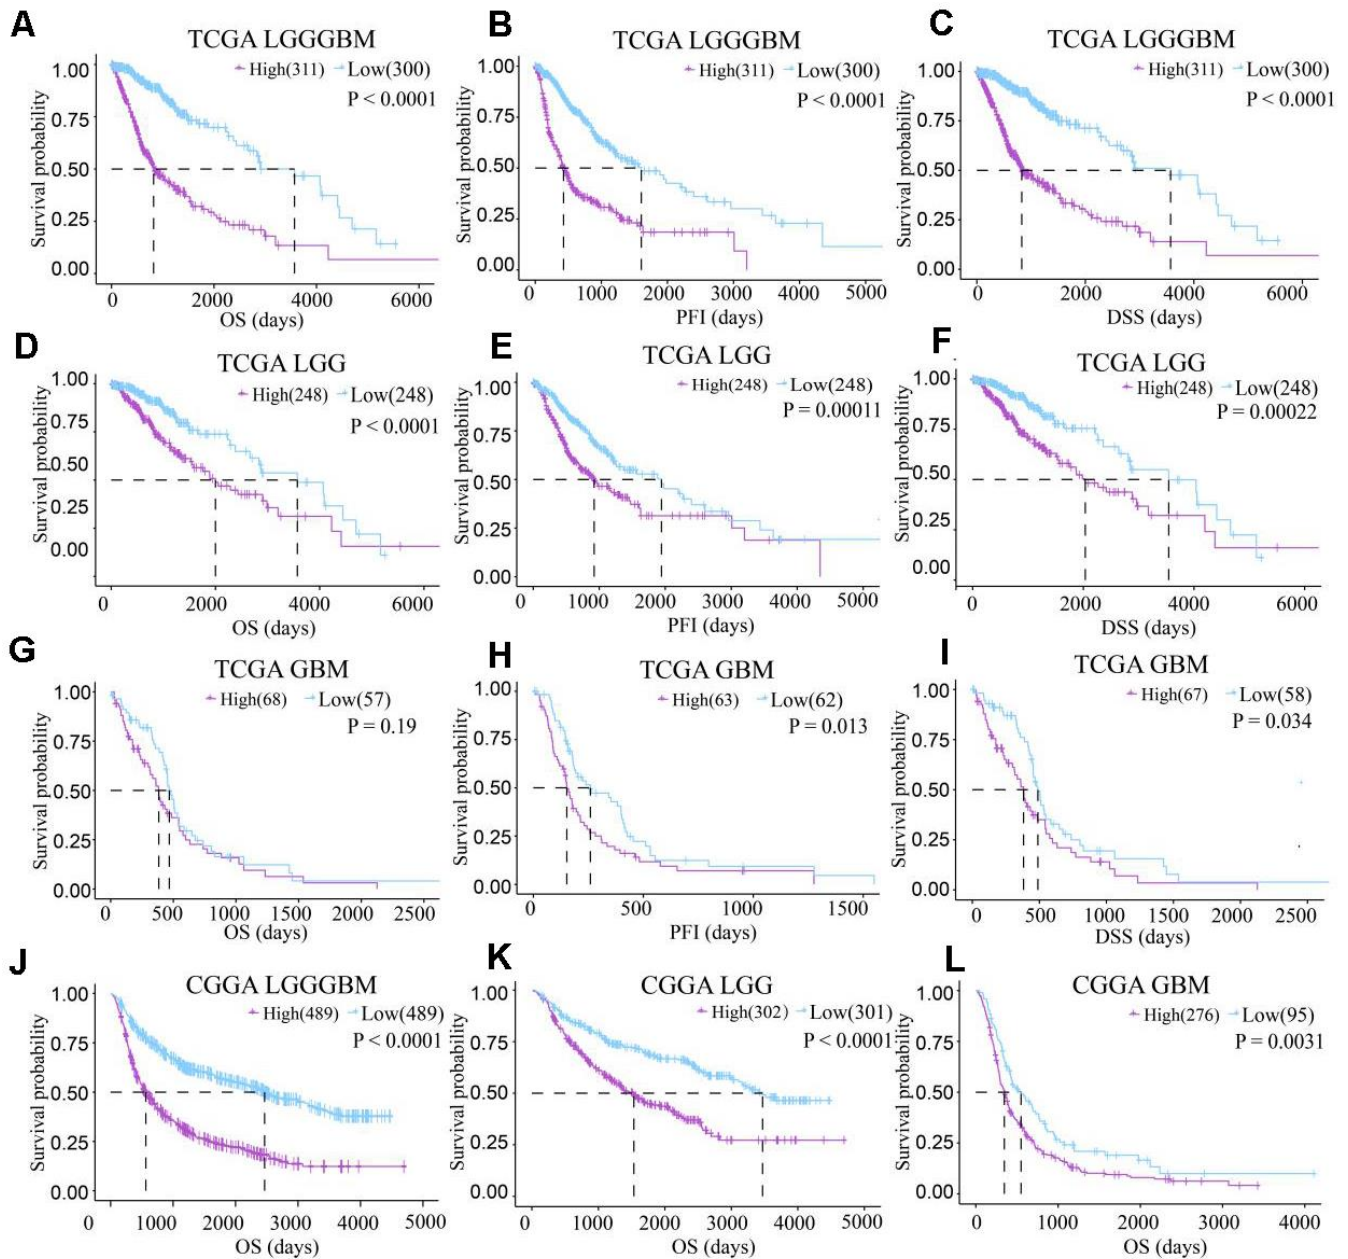 A
TCGA LGGGBM
High(311) Low(300)
P < 0.0001
Survival probability
1.00
0.75
0.50
0.25
0.00
0 2000 4000 6000
OS (days)
B
TCGA LGGGBM
High(311) Low(300)
P < 0.0001
Survival probability
1.00
0.75
0.50
0.25
0.00
0 1000 2000 3000 4000 5000
PFI (days)
C
TCGA LGGGBM
High(311) Low(300)
P < 0.0001
Survival probability
1.00
0.75
0.50
0.25
0.00
0 2000 4000 6000
DSS (days)
D
TCGA LGG
High(248) Low(248)
P < 0.0001
Survival probability
1.00
0.75
0.50
0.25
0.00
0 2000 4000 6000
OS (days)
E
TCGA LGG
High(248) Low(248)
P = 0.00011
Survival probability
1.00
0.75
0.50
0.25
0.00
0 1000 2000 3000 4000 5000
PFI (days)
F
TCGA LGG
High(248) Low(248)
P = 0.00022
Survival probability
1.00
0.75
0.50
0.25
0.00
0 2000 4000 6000
DSS (days)
G
TCGA GBM
High(68) Low(57)
P = 0.19
Survival probability
1.00
0.75
0.50
0.25
0.00
0 500 1000 1500 2000 2500
OS (days)
H
TCGA GBM
High(63) Low(62)
P = 0.013
Survival probability
1.00
0.75
0.50
0.25
0.00
0 500 1000 1500
PFI (days)
I
TCGA GBM
High(67) Low(58)
P = 0.034
Survival probability
1.00
0.75
0.50
0.25
0.00
0 500 1000 1500 2000 2500
DSS (days)
J
CGGA LGGGBM
High(489) Low(489)
P < 0.0001
Survival probability
1.00
0.75
0.50
0.25
0.00
0 1000 2000 3000 4000 5000
OS (days)
K
CGGA LGG
High(302) Low(301)
P < 0.0001
Survival probability
1.00
0.75
0.50
0.25
0.00
0 1000 2000 3000 4000 5000
OS (days)
L
CGGA GBM
High(276) Low(95)
P = 0.0031
Survival probability
1.00
0.75
0.50
0.25
0.00
0 1000 2000 3000 4000
OS (days)